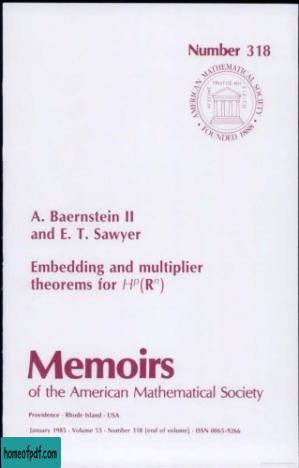 Number 318
AMERICAN MATHEMATICAL SOCIETY
FOUNDED 1888
A. Baernstein II
and E. T. Sawyer
Embedding and multiplier
theorems for Hᵖ(Rⁿ)
Memoirs
of the American Mathematical Society
Providence · Rhode Island · USA
January 1985 · Volume 53 · Number 318 (end of volume) · ISSN 0065-9266
homeofpdf.com